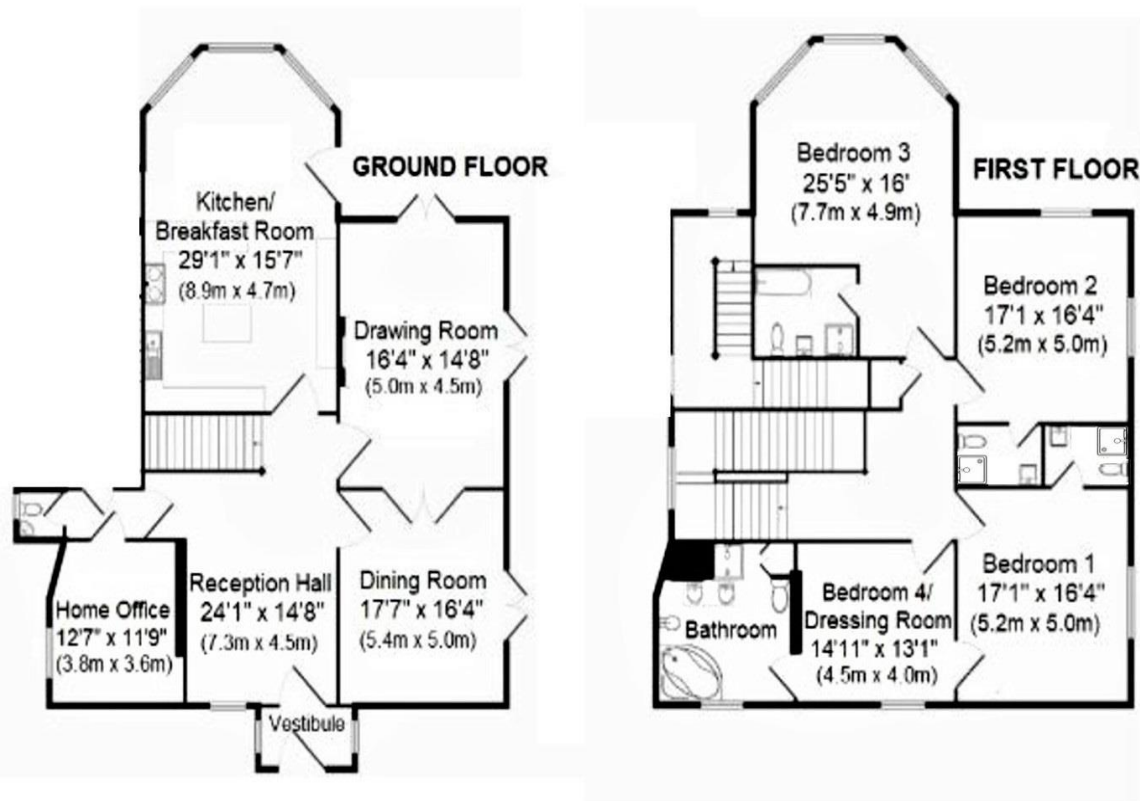 GROUND FLOOR
Kitchen/
Breakfast Room
29'1" x 15'7"
(8.9m x 4.7m)
Drawing Room
16'4" x 14'8"
(5.0m x 4.5m)
Reception Hall
24'1" x 14'8"
(7.3m x 4.5m)
Dining Room
17'7" x 16'4"
(5.4m x 5.0m)
Home Office
12'7" x 11'9"
(3.8m x 3.6m)
Vestibule
FIRST FLOOR
Bedroom 3
25'5" x 16'
(7.7m x 4.9m)
Bedroom 2
17'1 x 16'4"
(5.2m x 5.0m)
Bedroom 1
17'1" x 16'4"
(5.2m x 5.0m)
Bedroom 4/
Dressing Room
14'11" x 13'1"
(4.5m x 4.0m)
Bathroom